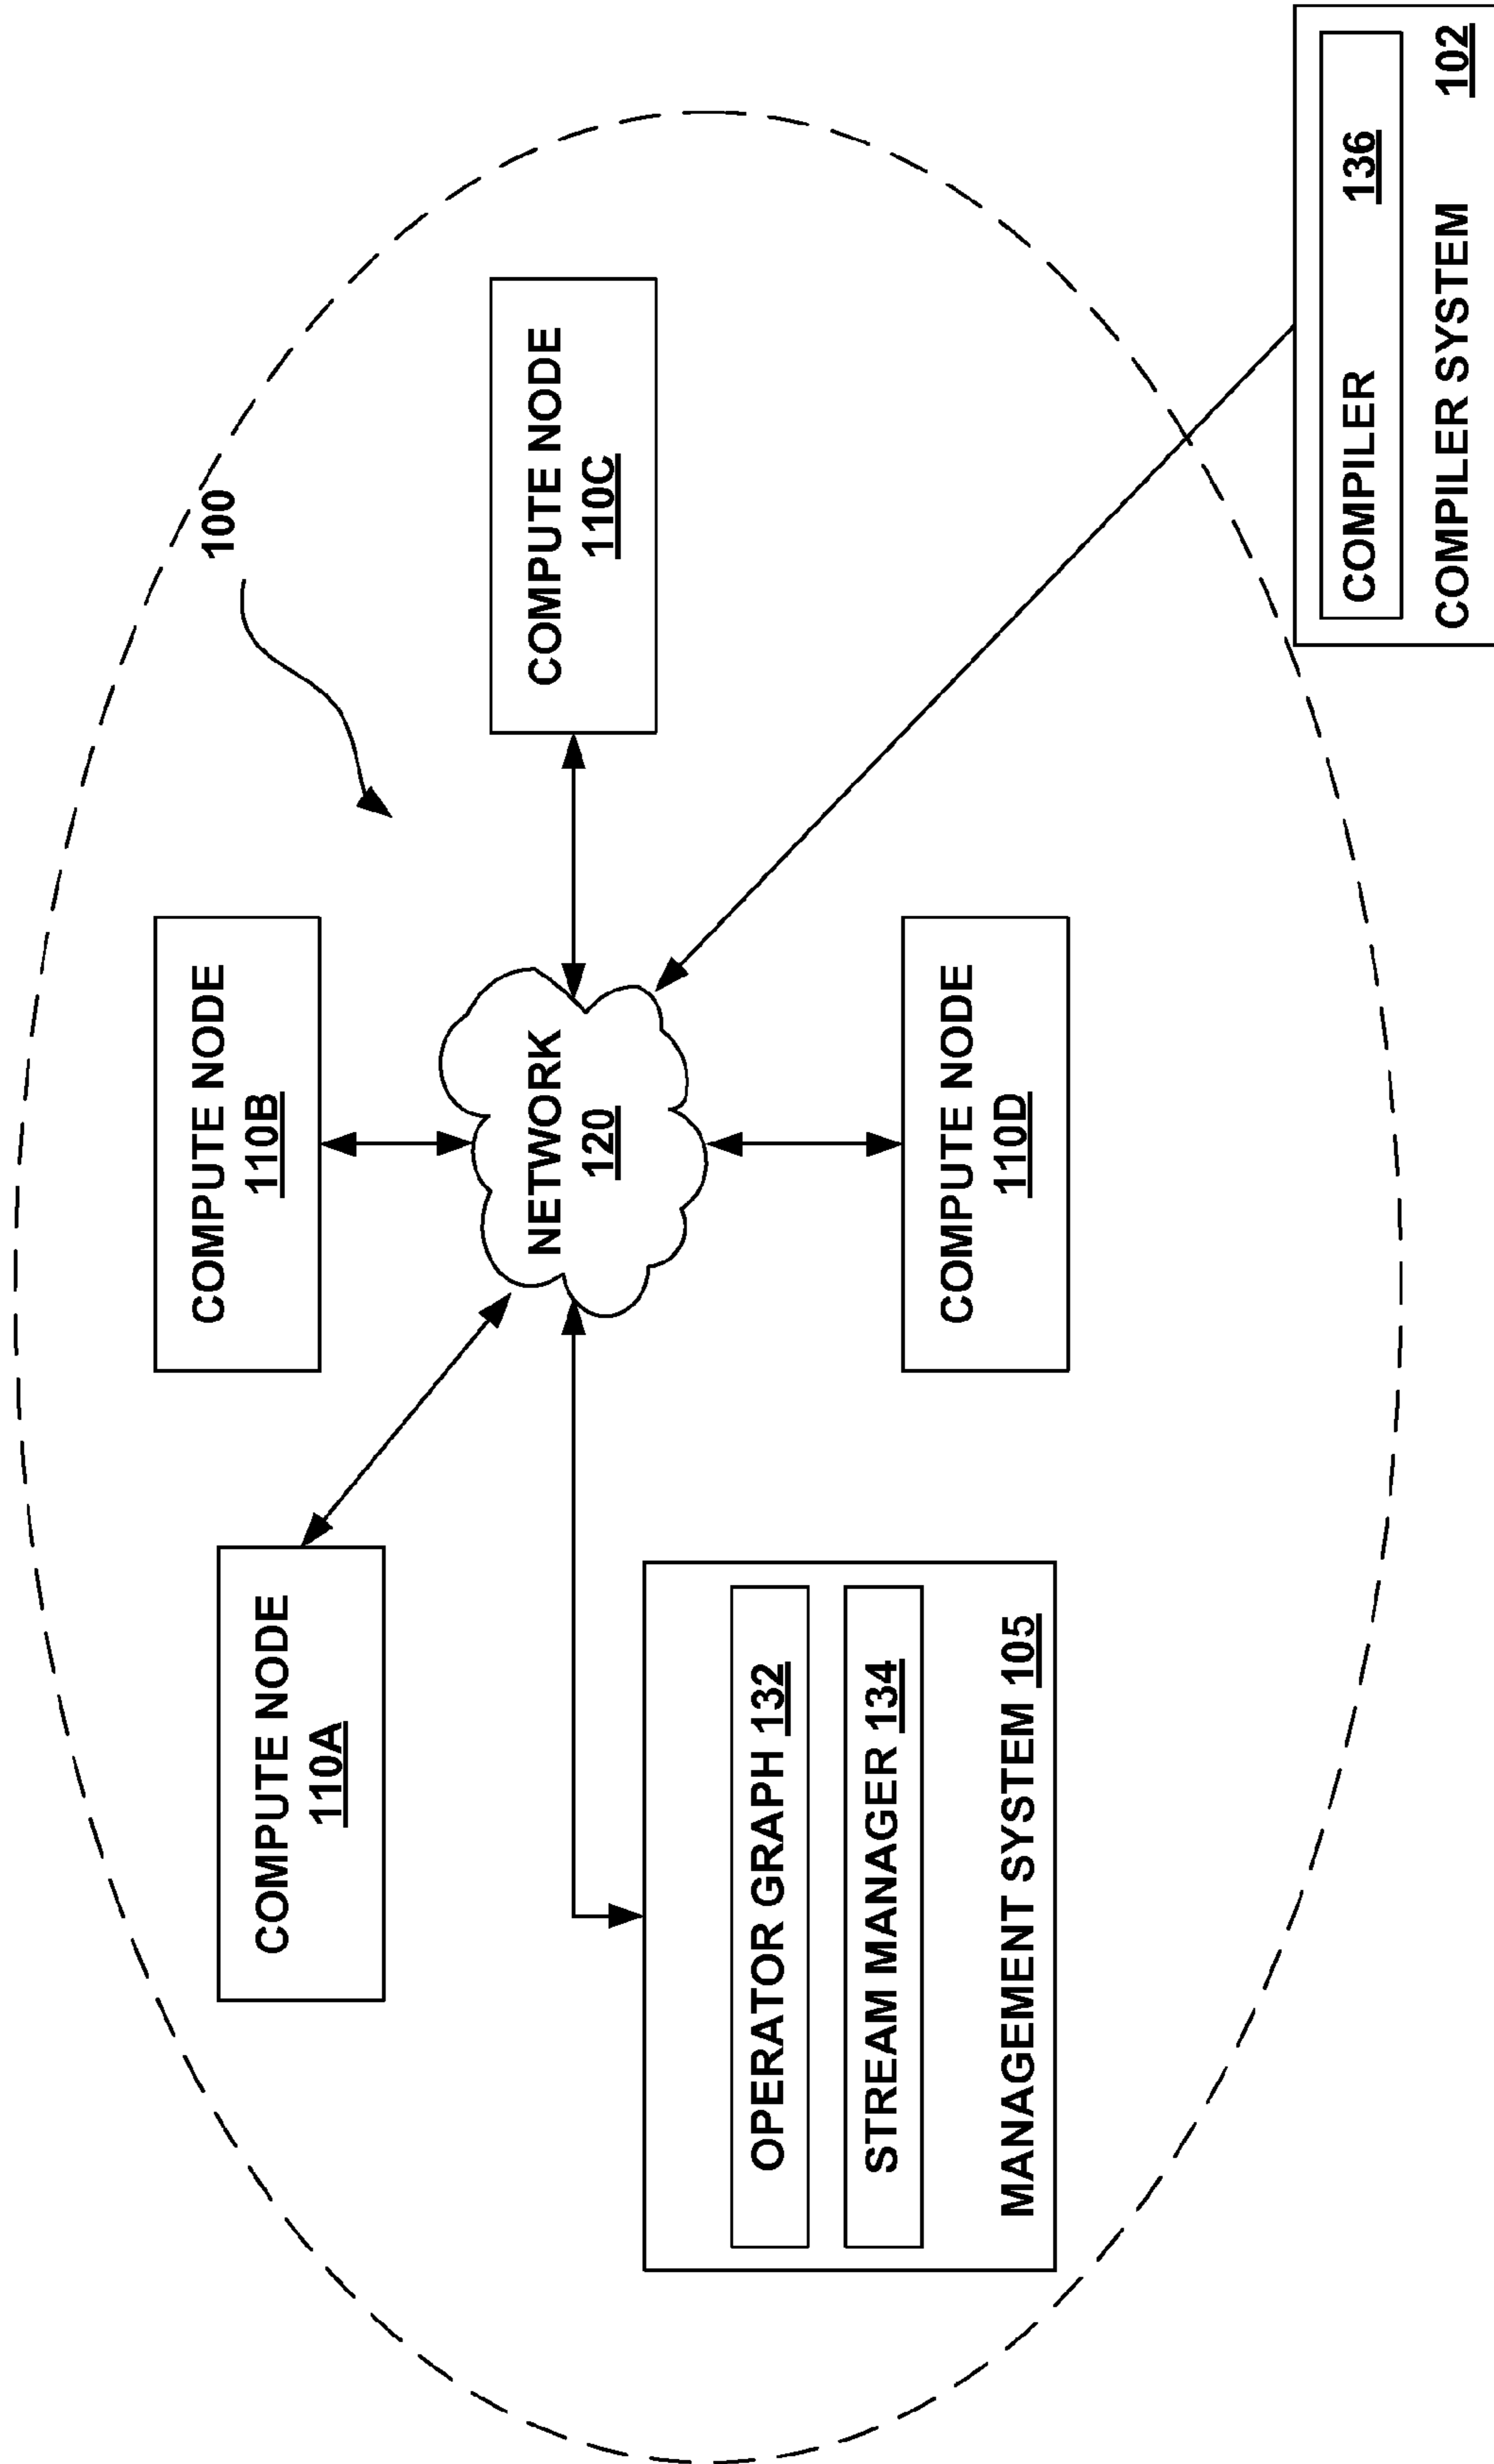 100
COMPUTE NODE
110A
COMPUTE NODE
110B
COMPUTE NODE
110C
NETWORK
120
OPERATOR GRAPH 132
STREAM MANAGER 134
MANAGEMENT SYSTEM 105
COMPUTE NODE
110D
COMPILER 136
COMPILER SYSTEM 102